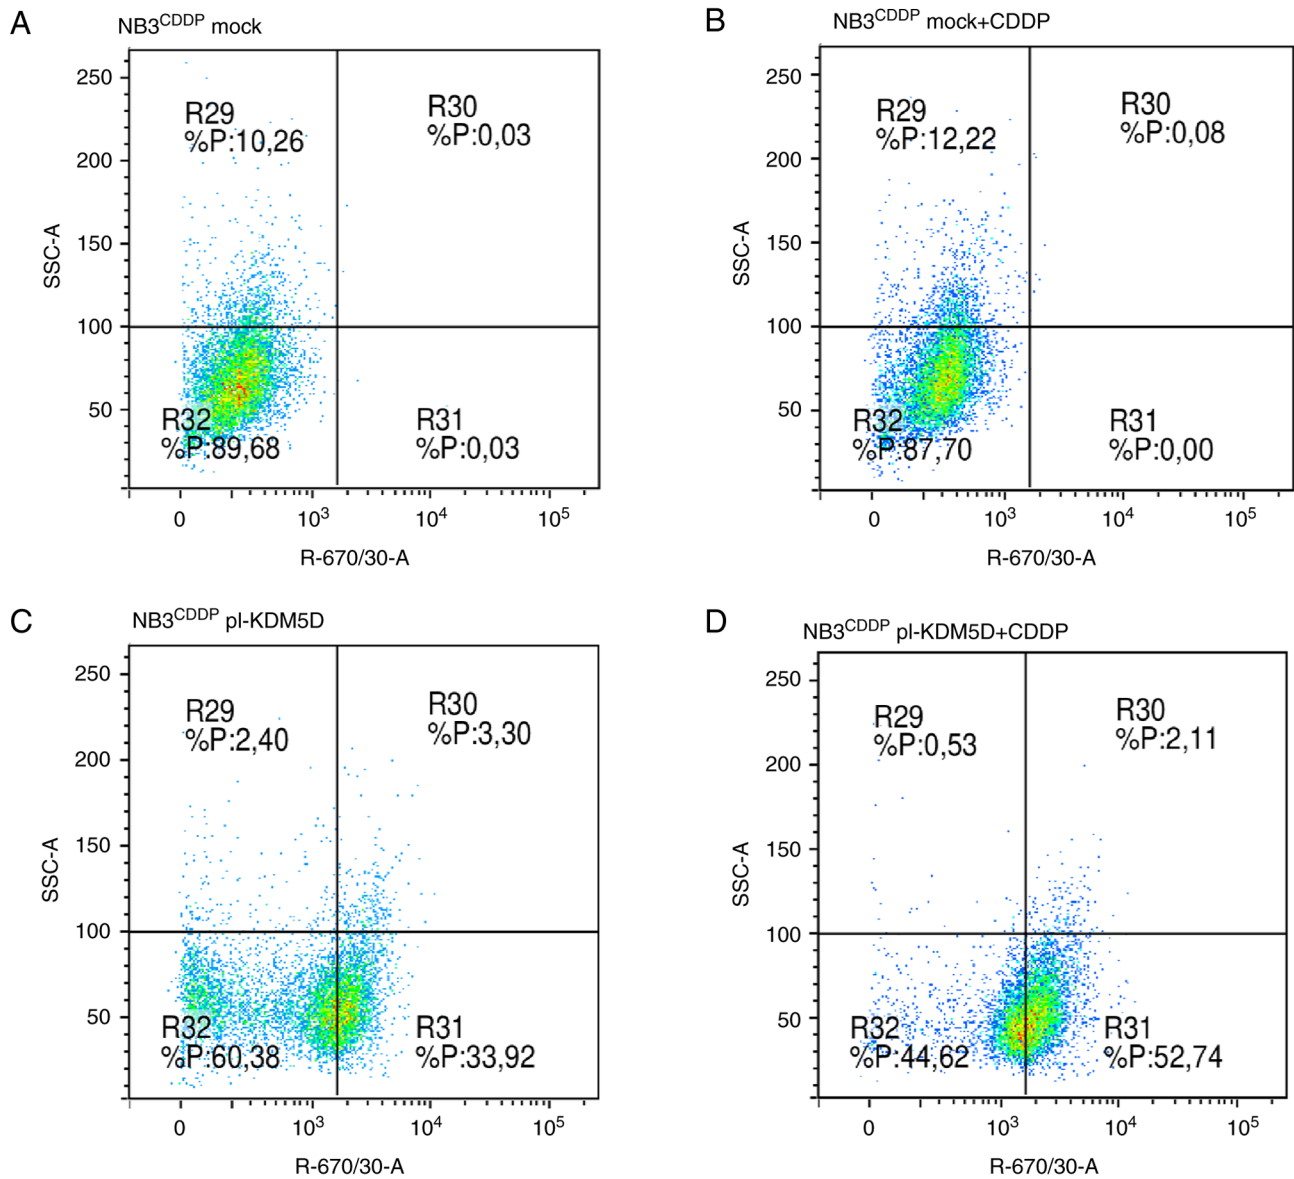 A
NB3CDDP mock
250
200
150
100
50
SSC-A
R29
%P:10,26
R30
%P:0,03
R32
%P:89,68
R31
%P:0,03
0
103
104
105
R-670/30-A
B
NB3CDDP mock+CDDP
250
200
150
100
50
SSC-A
R29
%P:12,22
R30
%P:0,08
R32
%P:87,70
R31
%P:0,00
0
103
104
105
R-670/30-A
C
NB3CDDP pl-KDM5D
250
200
150
100
50
SSC-A
R29
%P:2,40
R30
%P:3,30
R32
%P:60,38
R31
%P:33,92
0
103
104
105
R-670/30-A
D
NB3CDDP pl-KDM5D+CDDP
250
200
150
100
50
SSC-A
R29
%P:0,53
R30
%P:2,11
R32
%P:44,62
R31
%P:52,74
0
103
104
105
R-670/30-A